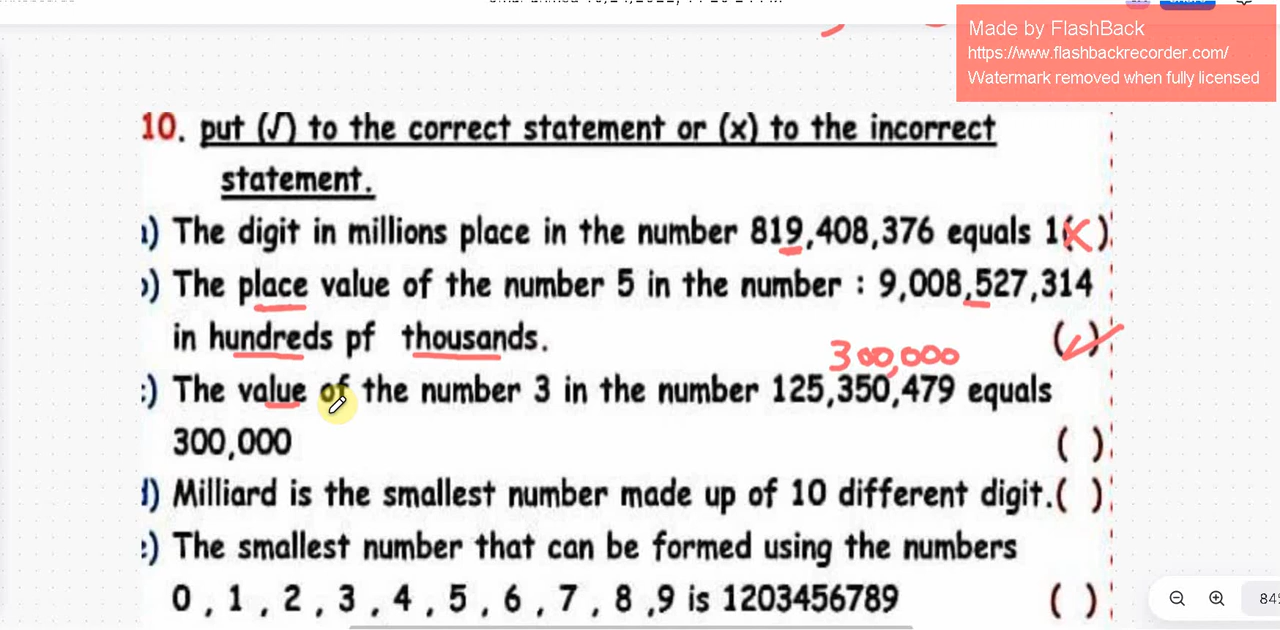 Made by FlashBack
https://www.flashbackrecorder.com/
Watermark removed when fully licensed
10. put (√) to the correct statement or (x) to the incorrect
statement.
) The digit in millions place in the number 819,408,376 equals 1(x).
) The place value of the number 5 in the number : 9,008,527,314
in hundreds pf thousands. (✓)
300,000
:) The value of the number 3 in the number 125,350,479 equals
300,000 ( )
) Milliard is the smallest number made up of 10 different digit.( )
:) The smallest number that can be formed using the numbers
0 , 1 , 2 , 3 , 4 , 5 , 6 , 7 , 8 ,9 is 1203456789 ( )
84